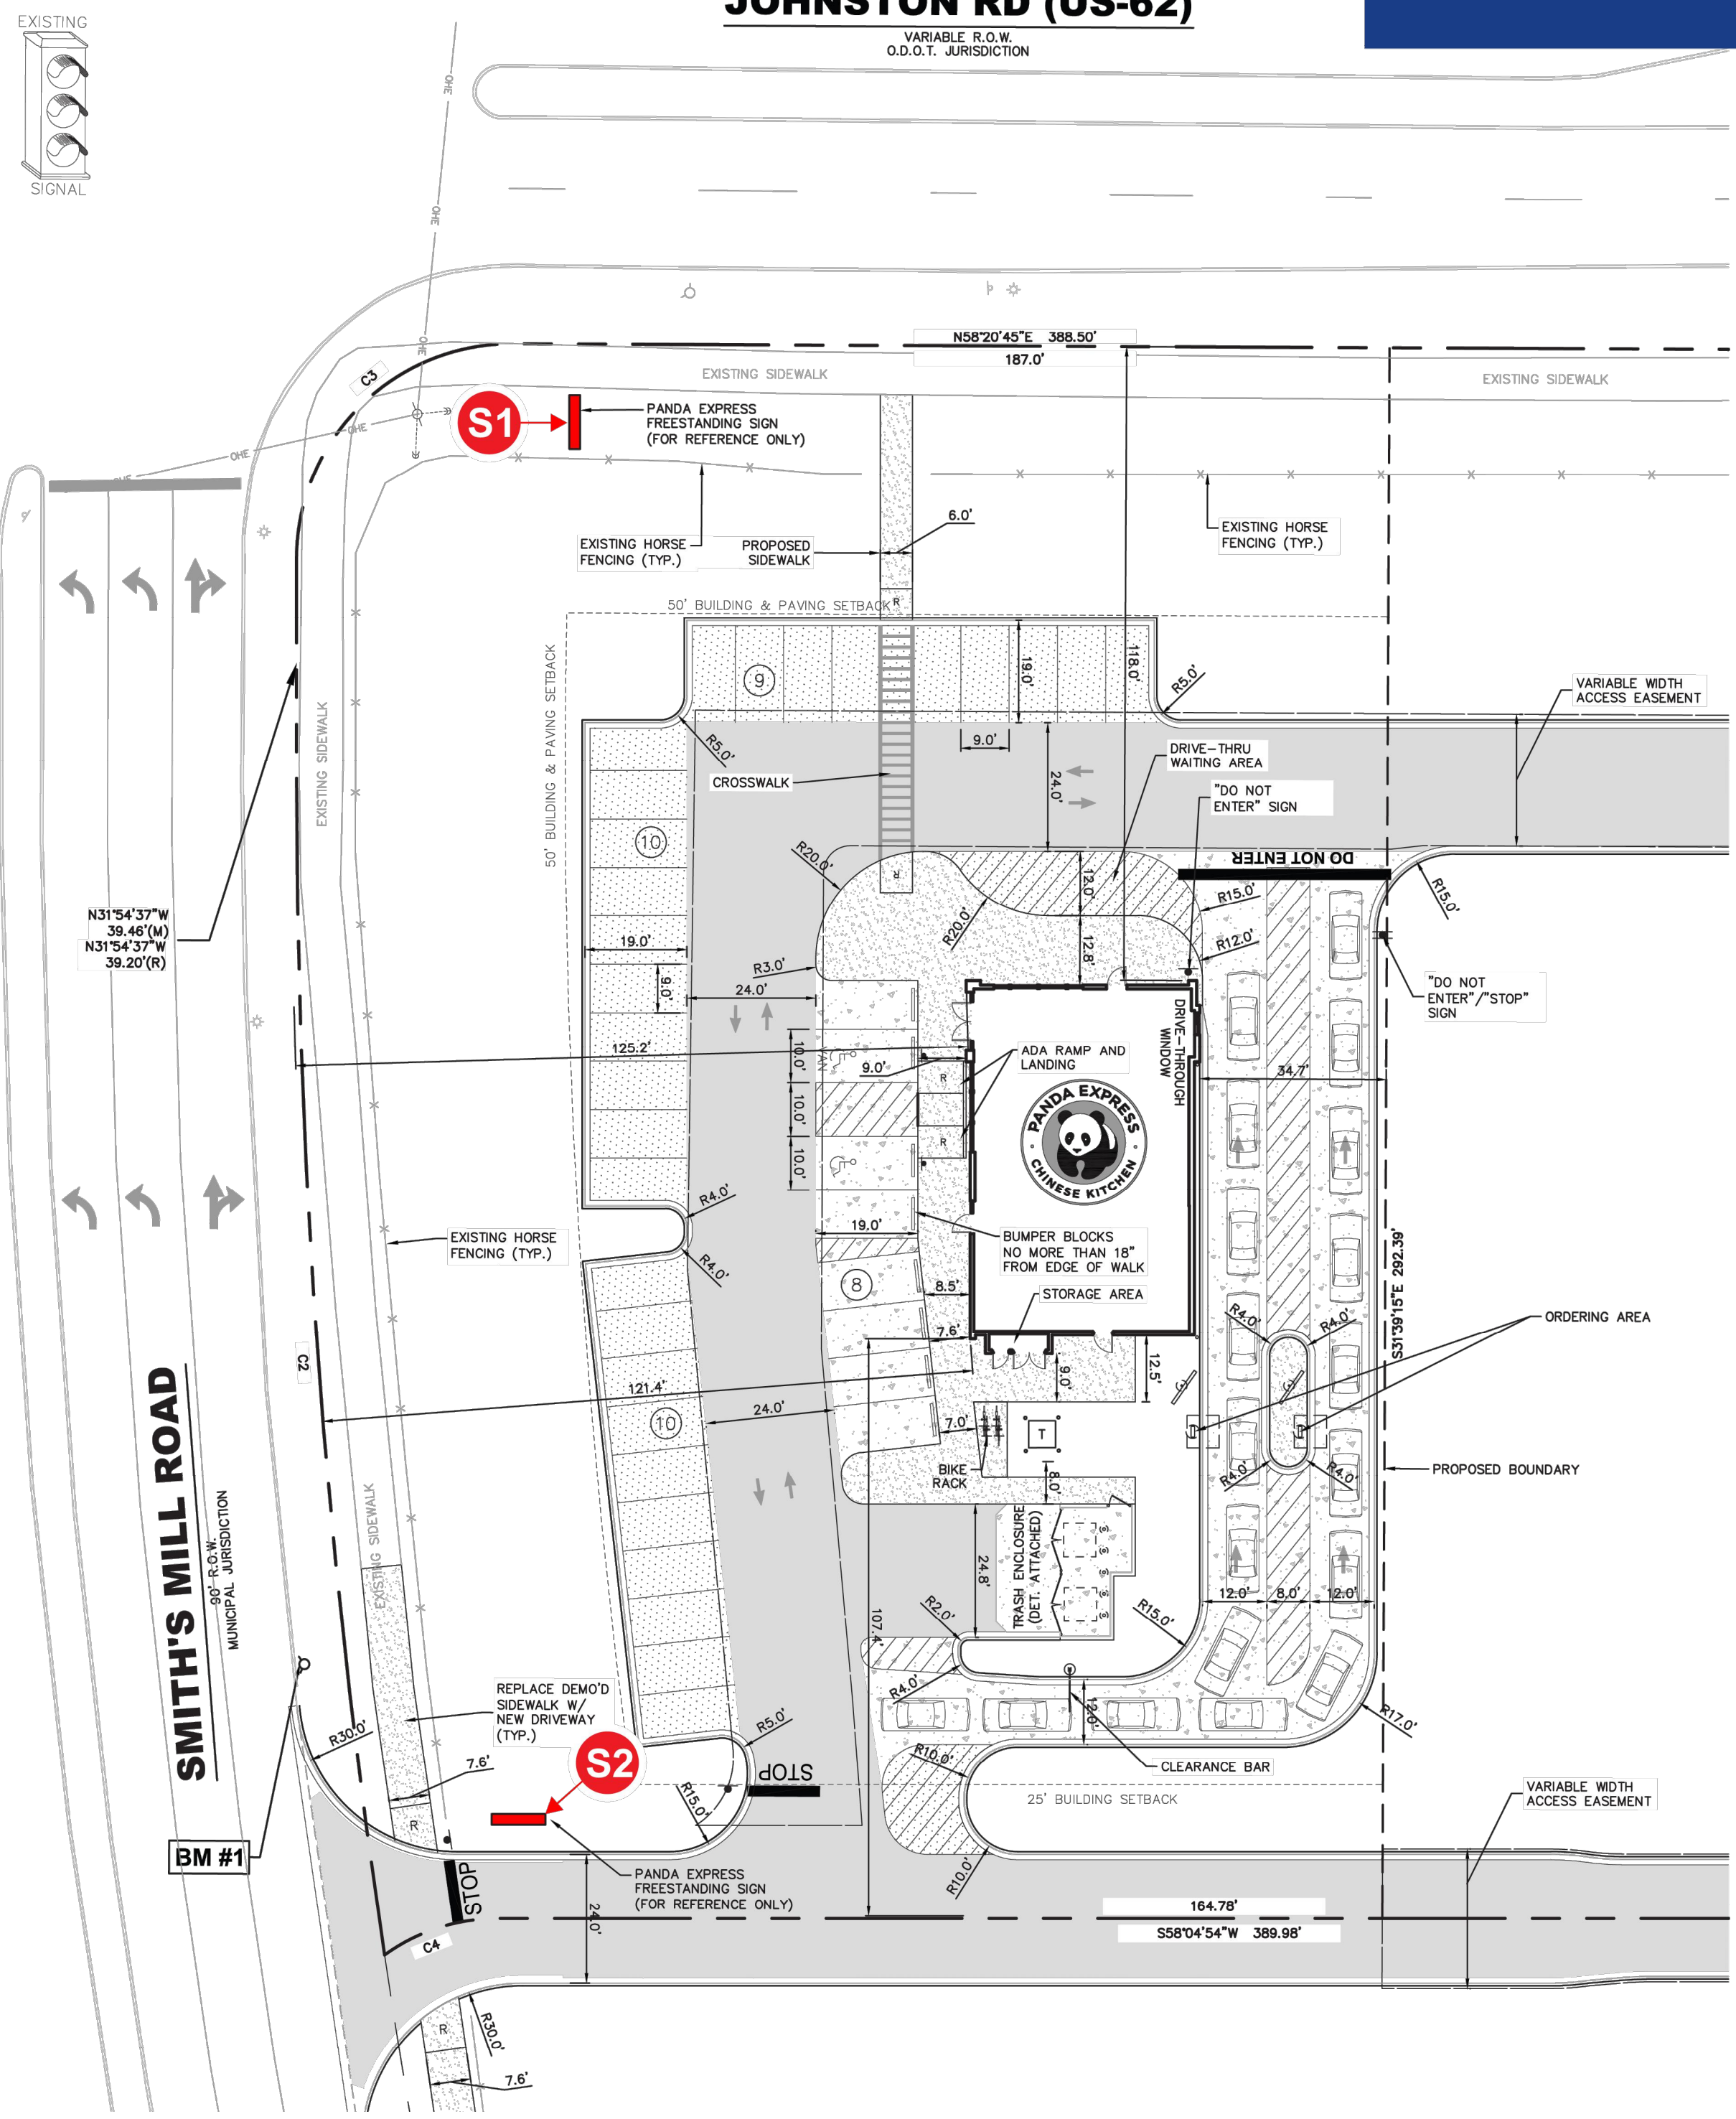 JOHNSTON RD (US-62)
VARIABLE R.O.W.
O.D.O.T. JURISDICTION
EXISTING
SIGNAL
OHE
OHE
OHE
OHE
OHE
OHE
N58°20'45"E 388.50'
187.0'
C3
EXISTING SIDEWALK
EXISTING SIDEWALK
S1
PANDA EXPRESS
FREESTANDING SIGN
(FOR REFERENCE ONLY)
6.0'
EXISTING HORSE
FENCING (TYP.)
PROPOSED
SIDEWALK
EXISTING HORSE
FENCING (TYP.)
50' BUILDING & PAVING SETBACK
R
50' BUILDING & PAVING SETBACK
EXISTING SIDEWALK
9
19.0'
118.0'
R5.0'
VARIABLE WIDTH
ACCESS EASEMENT
R5.0'
9.0'
CROSSWALK
24.0'
DRIVE-THRU
WAITING AREA
"DO NOT
ENTER" SIGN
10
R20.0'
DO NOT ENTER
R
12.0'
R15.0'
R15.0'
R20.0'
12.8'
R12.0'
N31°54'37"W
39.46'(M)
N31°54'37"W
39.20'(R)
19.0'
9.0'
R3.0'
24.0'
"DO NOT
ENTER"/"STOP"
SIGN
DRIVE-THROUGH
WINDOW
125.2'
10.0'
VAN
9.0'
ADA RAMP AND
LANDING
R
34.7'
10.0'
PANDA EXPRESS
CHINESE KITCHEN
R
10.0'
R4.0'
19.0'
EXISTING HORSE
FENCING (TYP.)
BUMPER BLOCKS
NO MORE THAN 18"
FROM EDGE OF WALK
R4.0'
8
8.5'
STORAGE AREA
S31°39'15"E 292.39'
R4.0'
R4.0'
ORDERING AREA
7.6'
C2
12.5'
9.0'
121.4'
24.0'
10
7.0'
T
BIKE
RACK
8.0'
R4.0'
R4.0'
PROPOSED BOUNDARY
SMITH'S MILL ROAD
90' R.O.W.
MUNICIPAL JURISDICTION
EXISTING SIDEWALK
TRASH ENCLOSURE
(DET. ATTACHED)
24.8'
12.0'
8.0'
12.0'
107.4'
R2.0'
R15.0'
R4.0'
REPLACE DEMO'D
SIDEWALK W/
NEW DRIVEWAY
(TYP.)
R30.0'
7.6'
S2
R5.0'
12.0'
R17.0'
R10.0'
STOP
CLEARANCE BAR
R15.0'
25' BUILDING SETBACK
VARIABLE WIDTH
ACCESS EASEMENT
R
BM #1
STOP
PANDA EXPRESS
FREESTANDING SIGN
(FOR REFERENCE ONLY)
R10.0'
24.0'
164.78'
S58°04'54"W 389.98'
C4
R
R30.0'
7.6'